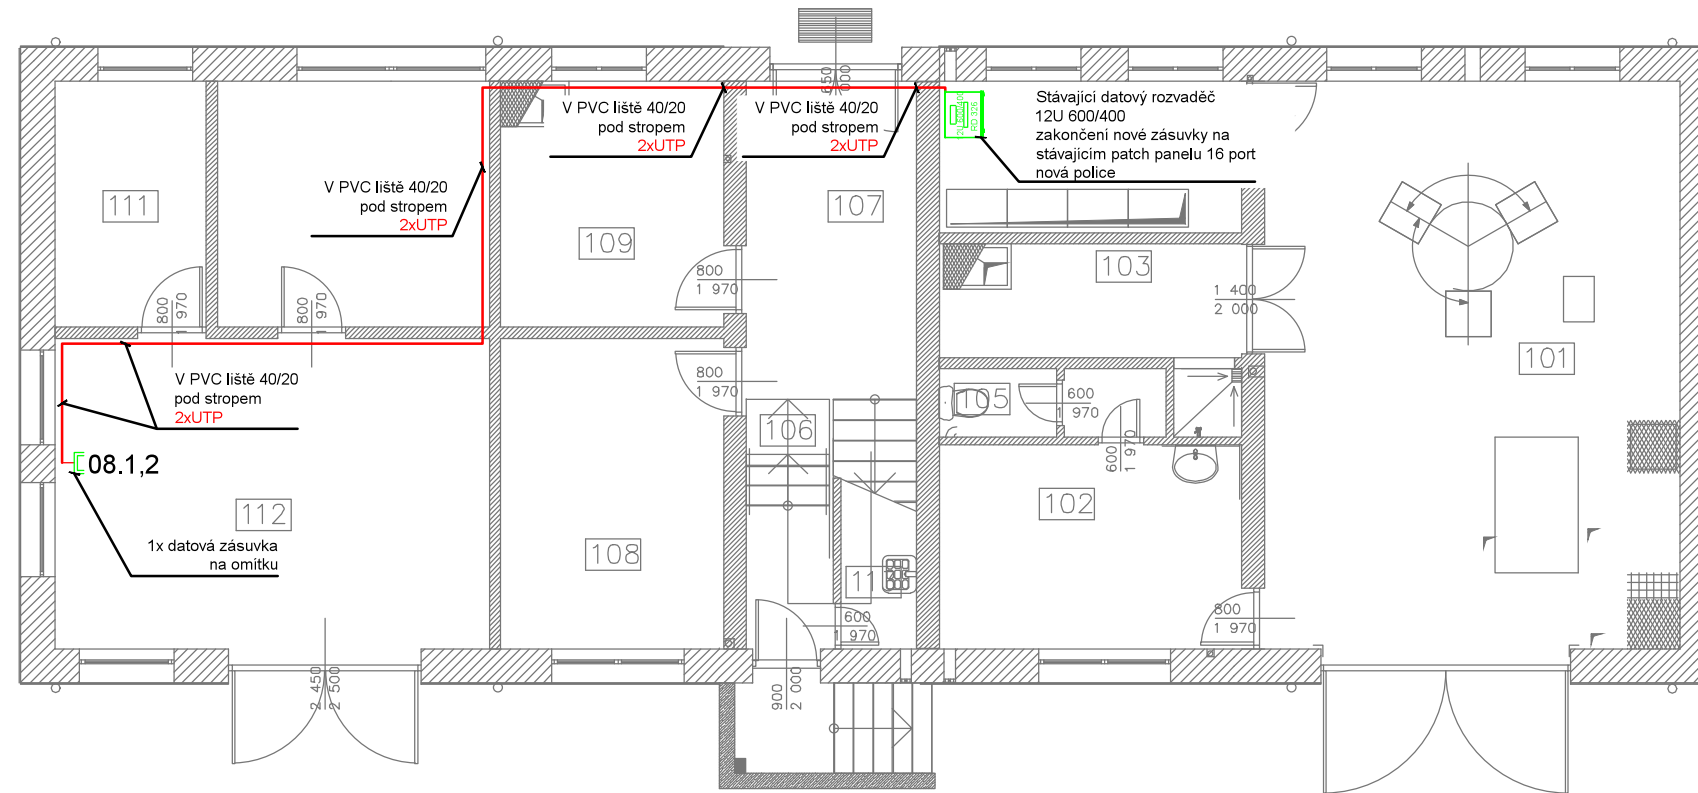 V PVC liště 40/20
pod stropem
2xUTP
V PVC liště 40/20
pod stropem
2xUTP
Stávající datový rozvaděč
12U 600/400
zakončení nové zásuvky na
stávajícim patch panelu 16 port
nová police
V PVC liště 40/20
pod stropem
2xUTP
111
109
107
103
101
800
1 970
800
1 970
800
1 970
1 400
2 000
V PVC liště 40/20
pod stropem
2xUTP
800
1 970
105
600
1 970
106
600
1 970
08.1,2
112
102
108
1x datová zásuvka
na omítku
600
1 970
800
1 970
2 450
2 500
900
2 000